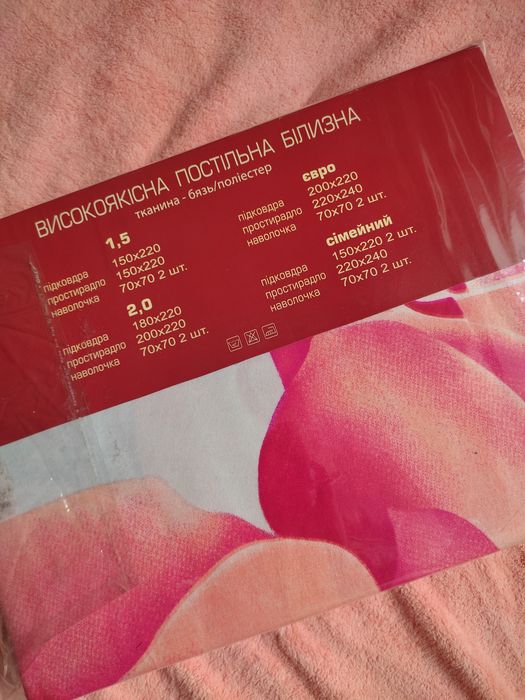 ВИСОКОЯКІСНА ПОСТІЛЬНА БІЛИЗНА
тканина - бязь/поліестер
1,5
підковдра 150х220
простирадло 150х220
наволочка 70х70 2 шт.
2,0
підковдра 180х220
простирадло 200х220
наволочка 70х70 2 шт.
євро
підковдра 200х220
простирадло 220х240
наволочка 70х70 2 шт.
сімейний
підковдра 150х220 2 шт.
простирадло 220х240
наволочка 70х70 2 шт.